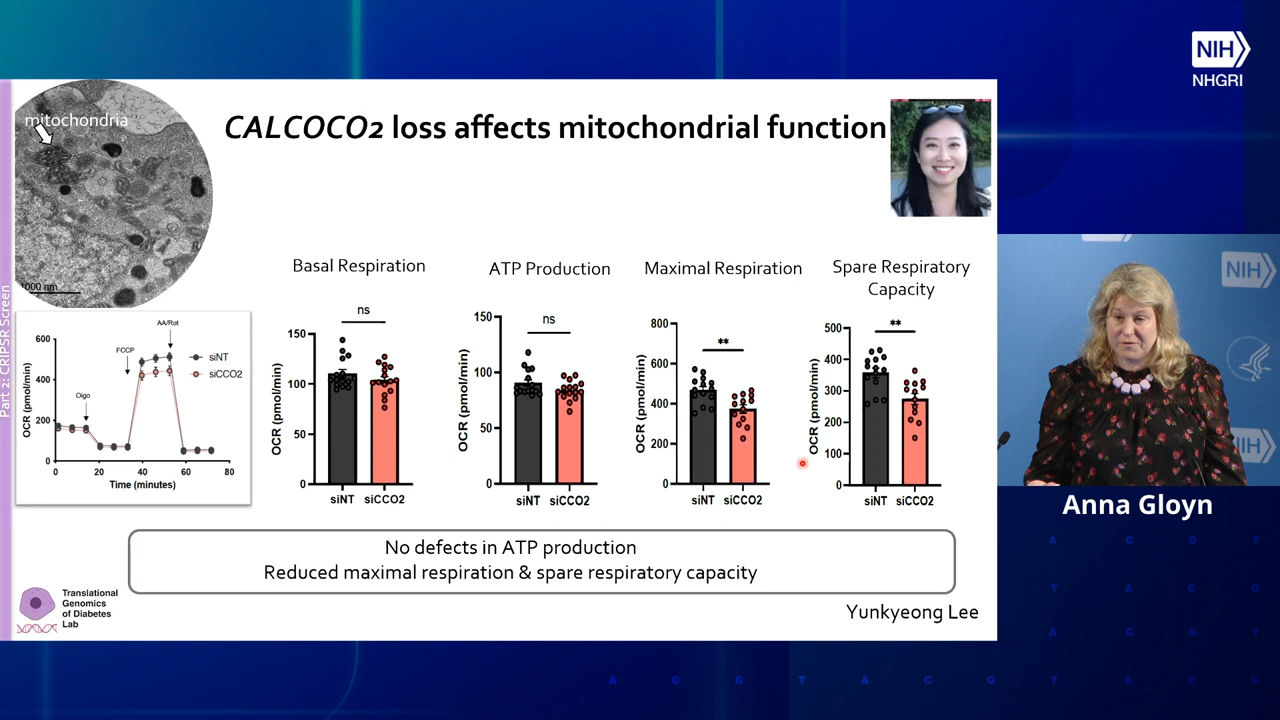 NIH
NHGRI
mitochondria
CALCOCO2 loss affects mitochondrial function
1000 nm
Part 2: CRIPSR Screen
600
400
200
0
0 20 40 60 80
OCR (pmol/min)
Time (minutes)
Oligo
FCCP
AA/Rot
siNT
siCCO2
Basal Respiration
ns
150
100
50
0
OCR (pmol/min)
siNT siCCO2
ATP Production
ns
150
100
50
0
OCR (pmol/min)
siNT siCCO2
Maximal Respiration
**
800
600
400
200
0
OCR (pmol/min)
siNT siCCO2
Spare Respiratory
Capacity
**
500
400
300
200
100
0
OCR (pmol/min)
siNT siCCO2
No defects in ATP production
Reduced maximal respiration & spare respiratory capacity
Translational
Genomics
of Diabetes
Lab
Yunkyeong Lee
NIH
NIH
Anna Gloyn
A C G T
T A C G
A C G T
A C G T A C G T A C G